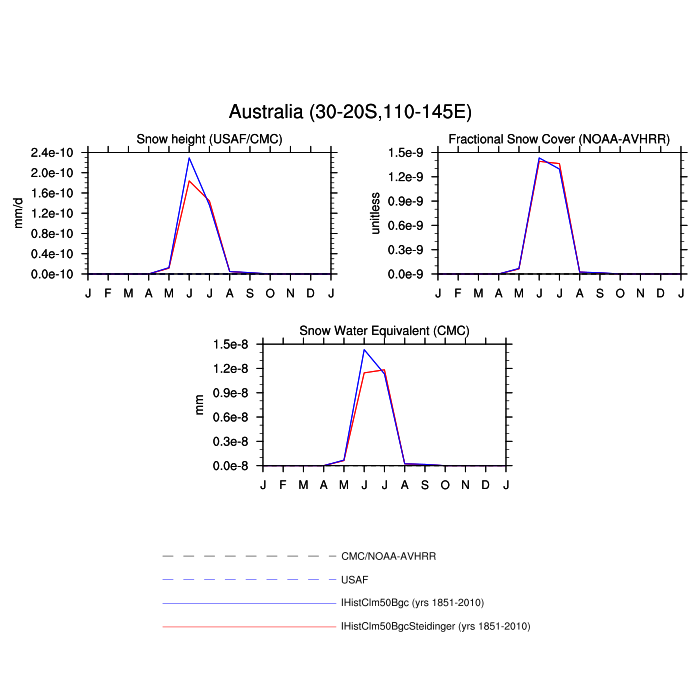 Australia (30-20S,110-145E)
Snow height (USAF/CMC)
mm/d
2.4e-10
2.0e-10
1.6e-10
1.2e-10
0.8e-10
0.4e-10
0.0e-10
J F M A M J J A S O N D J
Fractional Snow Cover (NOAA-AVHRR)
unitless
1.5e-9
1.2e-9
0.9e-9
0.6e-9
0.3e-9
0.0e-9
J F M A M J J A S O N D J
Snow Water Equivalent (CMC)
mm
1.5e-8
1.2e-8
0.9e-8
0.6e-8
0.3e-8
0.0e-8
J F M A M J J A S O N D J
CMC/NOAA-AVHRR
USAF
IHistClm50Bgc (yrs 1851-2010)
IHistClm50BgcSteidinger (yrs 1851-2010)